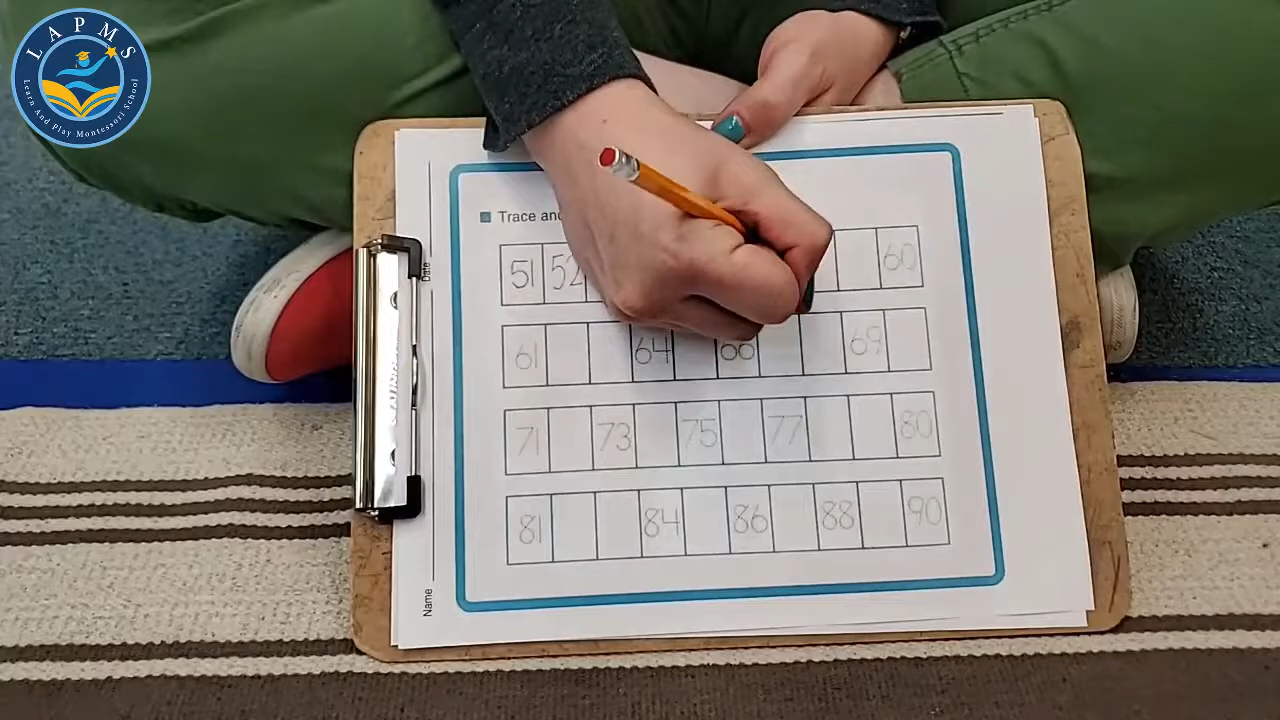 LAPMS
Learn And Play Montessori School
Trace and
51 52 60
61 64 66 69
71 73 75 77 80
81 84 86 88 90
Date
Name